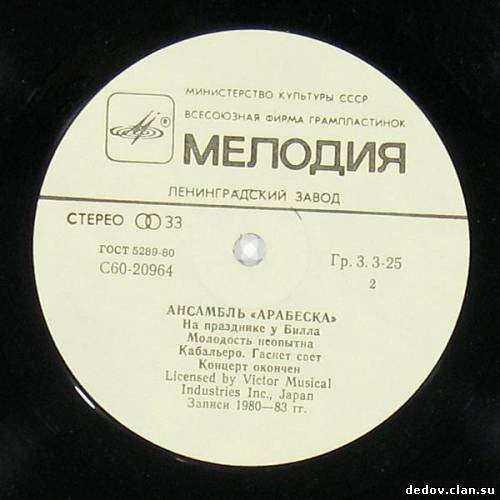 МИНИСТЕРСТВО КУЛЬТУРЫ СССР
ВСЕСОЮЗНАЯ ФИРМА ГРАМПЛАСТИНОК
МЕЛОДИЯ
ЛЕНИНГРАДСКИЙ ЗАВОД
СТЕРЕО 33
ГОСТ 5289-80
С60-20964
Гр. 3. 3-25
2
АНСАМБЛЬ «АРАБЕСКА»
На празднике у Билла
Молодость неопытна
Кабальеро. Гаснет свет
Концерт окончен
Licensed by Victor Musical
Industries Inc., Japan
Записи 1980—83 гг.
dedov.clan.su